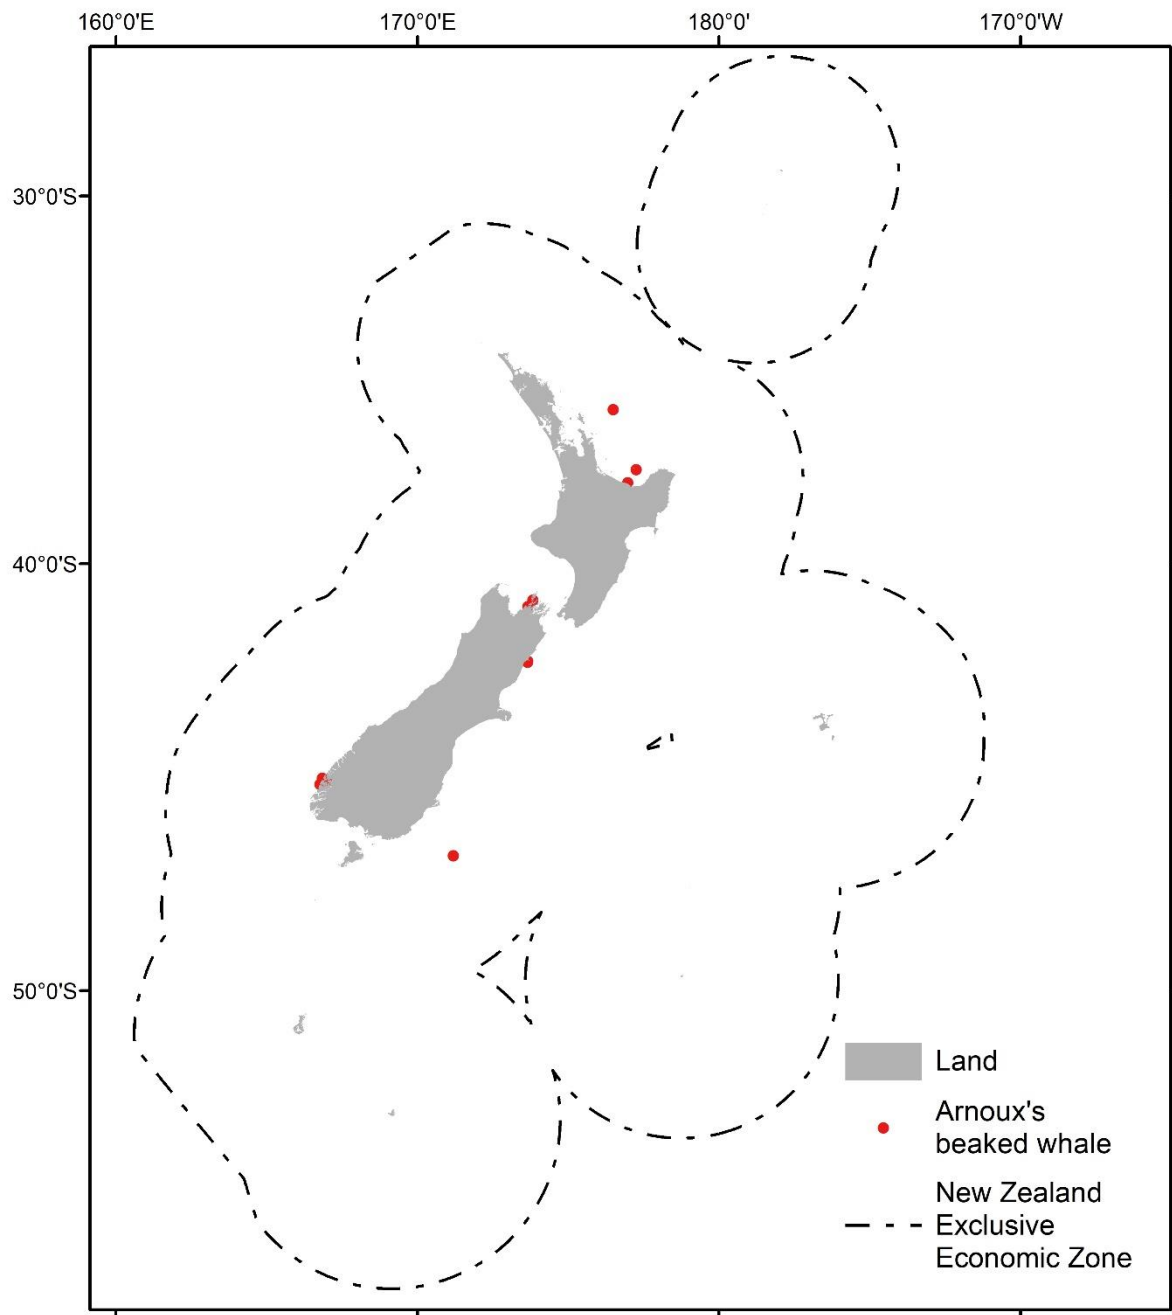 160°0'E
170°0'E
180°0'
170°0'W
30°0'S
40°0'S
50°0'S
Land
Arnoux's
beaked whale
New Zealand
Exclusive
Economic Zone